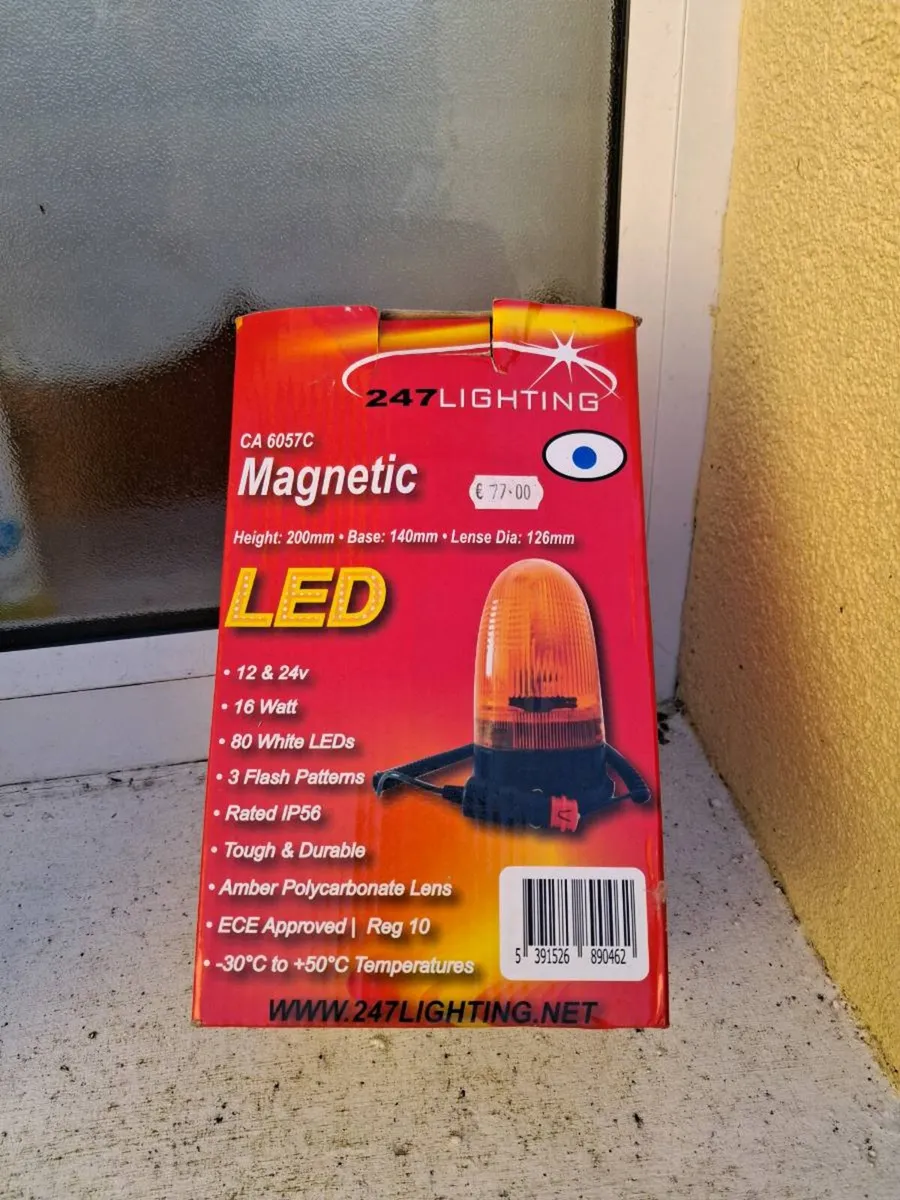 247LIGHTING
CA 6057C
Magnetic
€ 77.00
Height: 200mm • Base: 140mm • Lense Dia: 126mm
LED
• 12 & 24v
• 16 Watt
• 80 White LEDs
• 3 Flash Patterns
• Rated IP56
• Tough & Durable
• Amber Polycarbonate Lens
• ECE Approved | Reg 10
• -30°C to +50°C Temperatures
5 391526 890462
WWW.247LIGHTING.NET